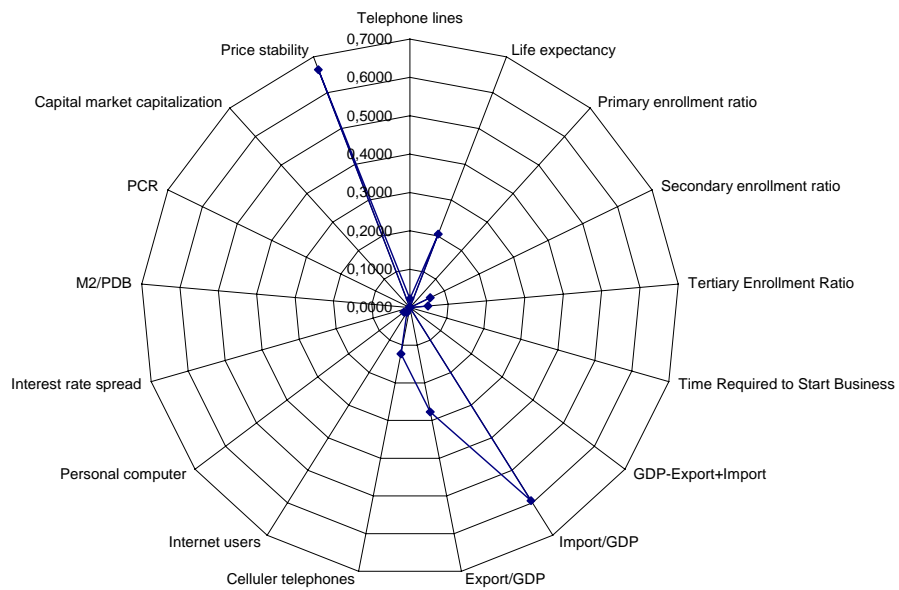 Telephone lines
0,7000
Price stability
Life expectancy
0,6000
Capital market capitalization
Primary enrollment ratio
0,5000
0,4000
PCR
Secondary enrollment ratio
0,3000
0,2000
M2/PDB
Tertiary Enrollment Ratio
0,1000
0,0000
Interest rate spread
Time Required to Start Business
Personal computer
GDP-Export+Import
Internet users
Import/GDP
Celluler telephones
Export/GDP